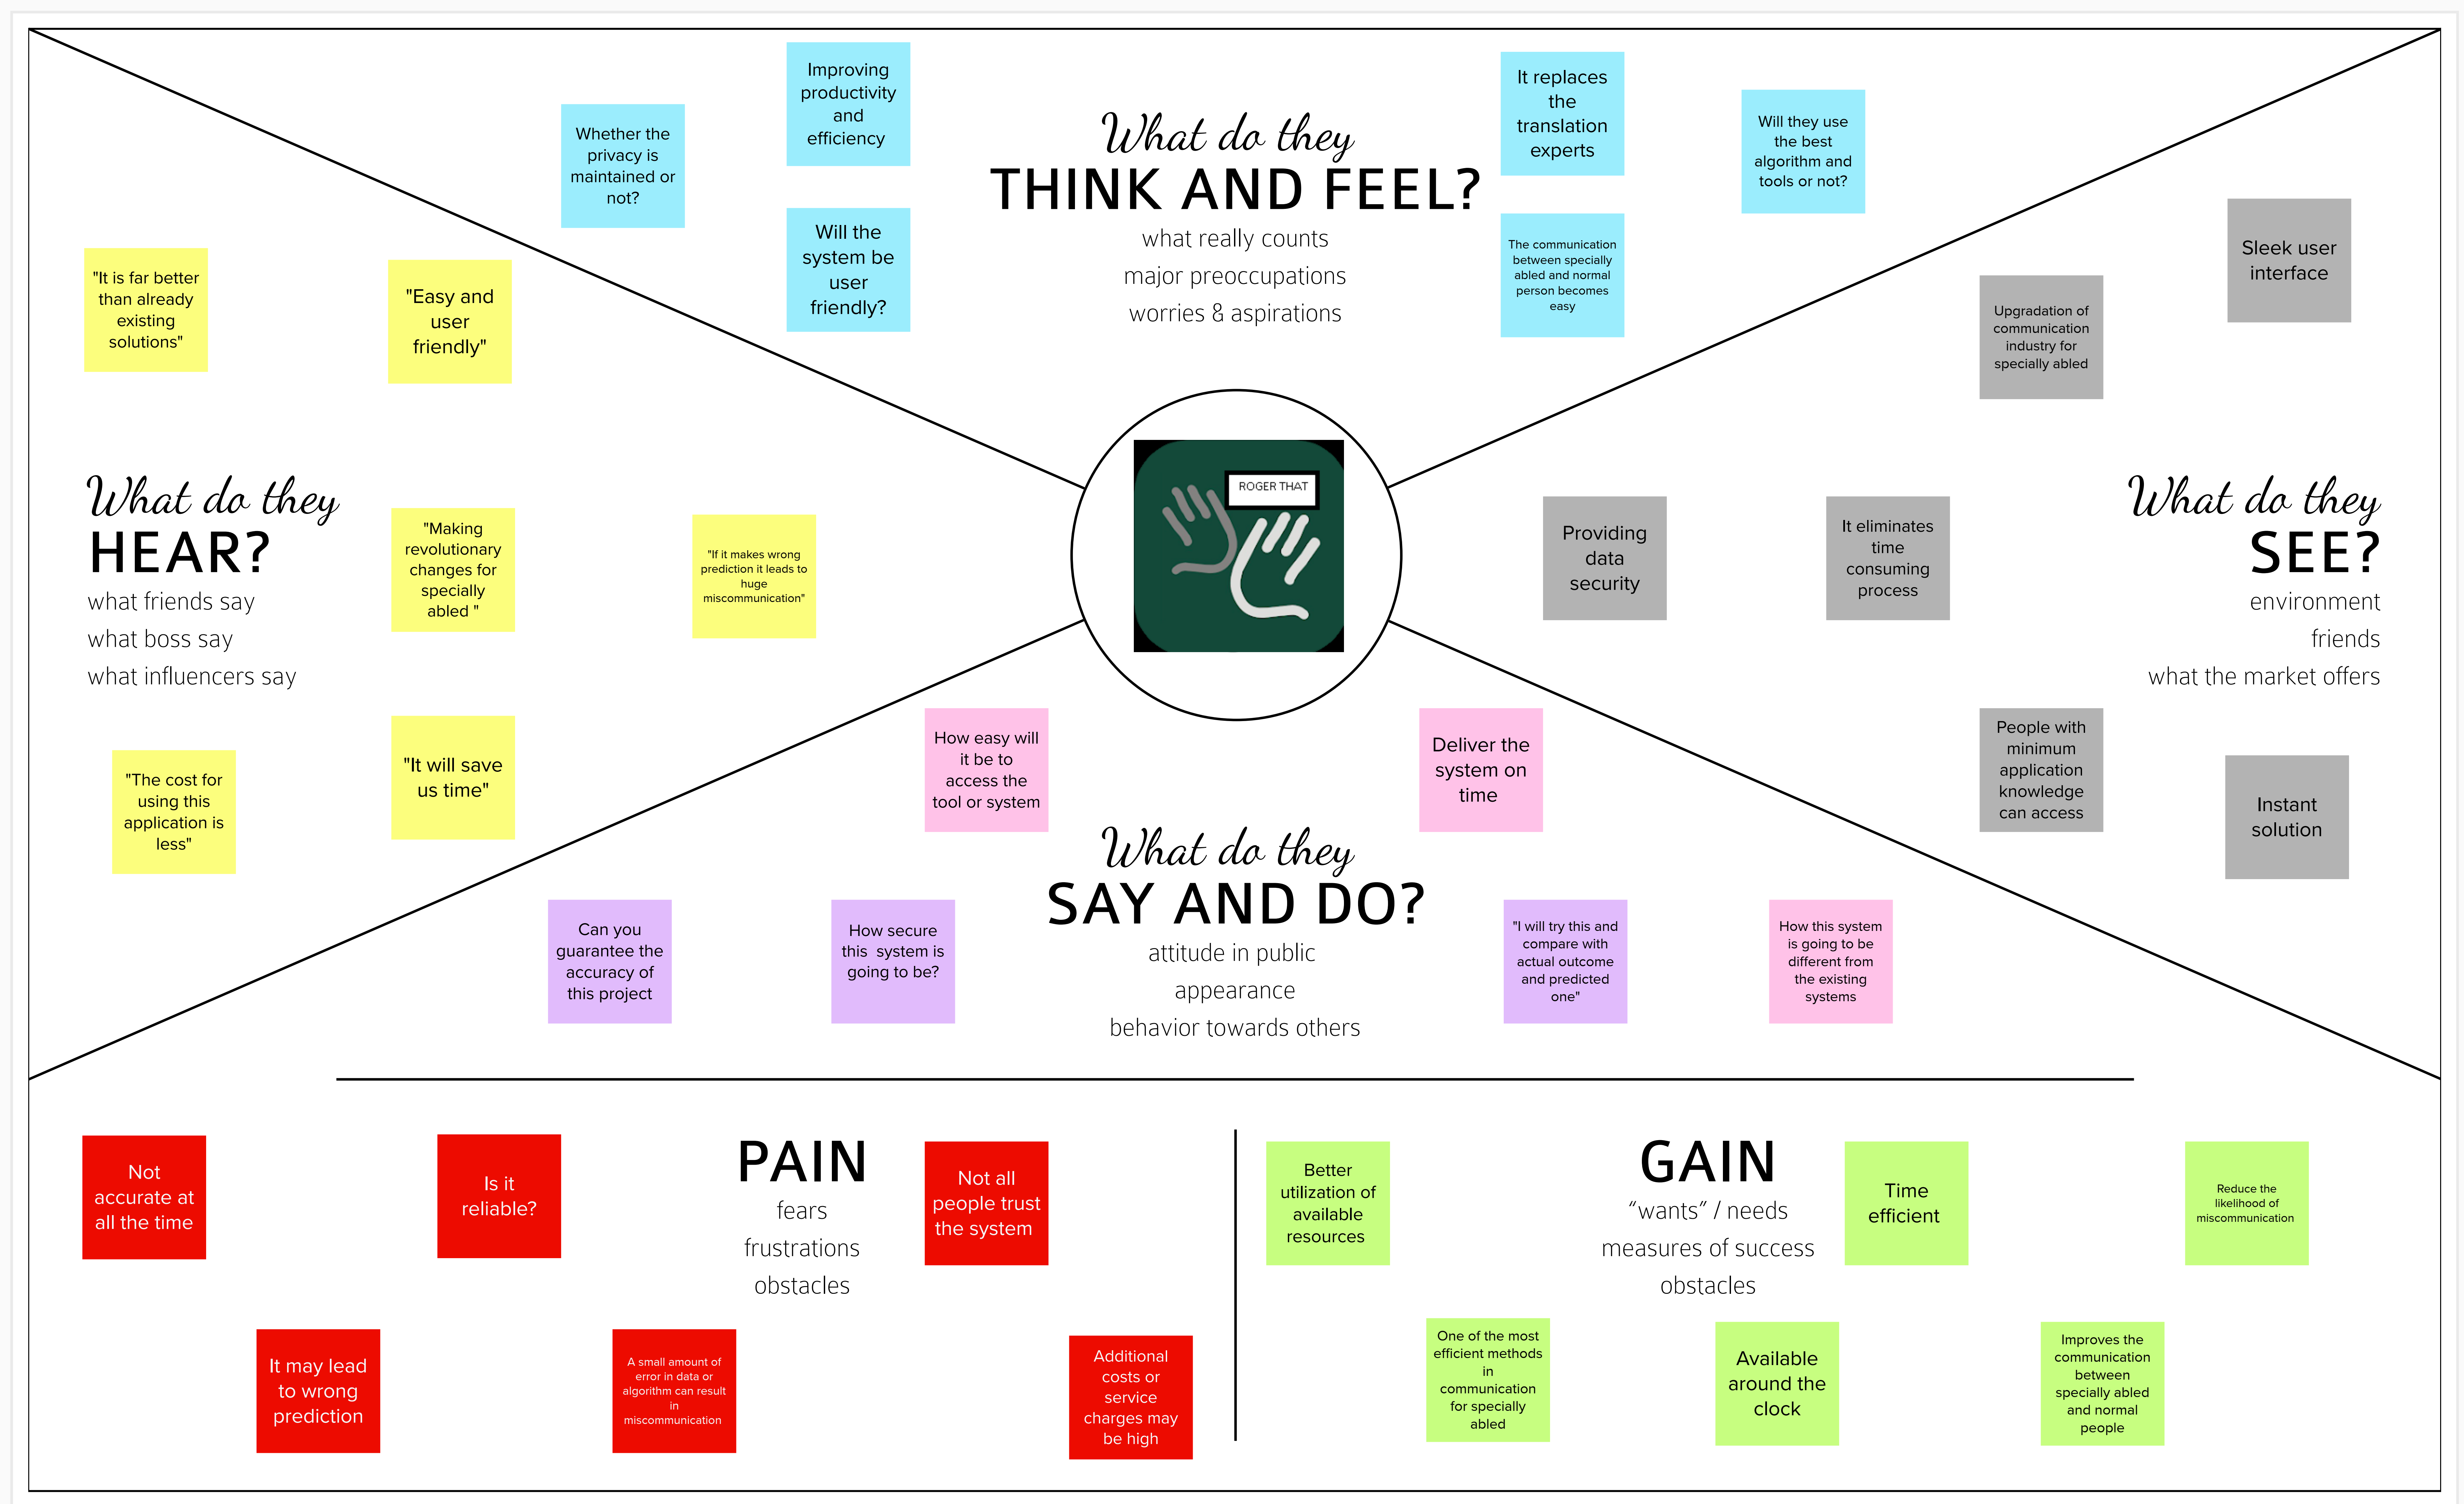 What do they
THINK AND FEEL?
what really counts
major preoccupations
worries & aspirations
Whether the
privacy is
maintained or
not?
Improving
productivity
and
efficiency
Will the
system be
user
friendly?
It replaces
the
translation
experts
The communication
between specially
abled and normal
person becomes
easy
Will they use
the best
algorithm and
tools or not?
What do they
HEAR?
what friends say
what boss say
what influencers say
"It is far better
than already
existing
solutions"
"Easy and
user
friendly"
"Making
revolutionary
changes for
specially
abled "
"If it makes wrong
prediction it leads to
huge
miscommunication"
"The cost for
using this
application is
less"
"It will save
us time"
ROGER THAT
What do they
SEE?
environment
friends
what the market offers
Sleek user
interface
Upgradation of
communication
industry for
specially abled
Providing
data
security
It eliminates
time
consuming
process
People with
minimum
application
knowledge
can access
Instant
solution
What do they
SAY AND DO?
attitude in public
appearance
behavior towards others
How easy will
it be to
access the
tool or system
Deliver the
system on
time
Can you
guarantee the
accuracy of
this project
How secure
this  system is
going to be?
"I will try this and
compare with
actual outcome
and predicted
one"
How this system
is going to be
different from
the existing
systems
PAIN
fears
frustrations
obstacles
Not
accurate at
all the time
Is it
reliable?
Not all
people trust
the system
It may lead
to wrong
prediction
A small amount of
error in data or
algorithm can result
in
miscommunication
Additional
costs or
service
charges may
be high
GAIN
“wants” / needs
measures of success
obstacles
Better
utilization of
available
resources
Time
efficient
Reduce the
likelihood of
miscommunication
One of the most
efficient methods
in
communication
for specially
abled
Available
around the
clock
Improves the
communication
between
specially abled
and normal
people